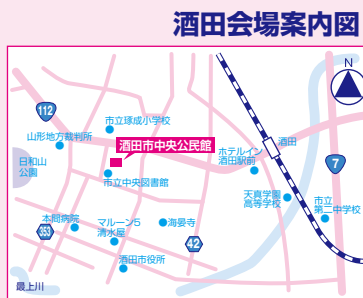 酒田会場案内図
N
112
市立琢成小学校
山形地方裁判所
酒田市中央公民館
酒田
ホテルイン
酒田駅前
7
日和山
公園
市立中央図書館
天真学園
高等学校
市立
第二中学校
本間病院
353
マルーン5
清水屋
海晏寺
42
酒田市役所
最上川